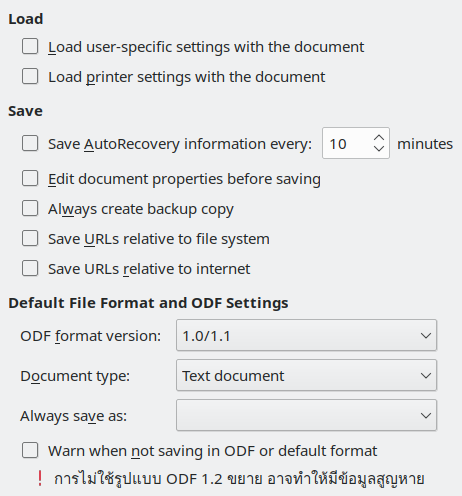 Load
Load user-specific settings with the document
Load printer settings with the document
Save
Save AutoRecovery information every: 10 minutes
Edit document properties before saving
Always create backup copy
Save URLs relative to file system
Save URLs relative to internet
Default File Format and ODF Settings
ODF format version: 1.0/1.1
Document type: Text document
Always save as:
Warn when not saving in ODF or default format
! การไม่ใช้รูปแบบ ODF 1.2 ขยาย อาจทำให้มีข้อมูลสูญหาย